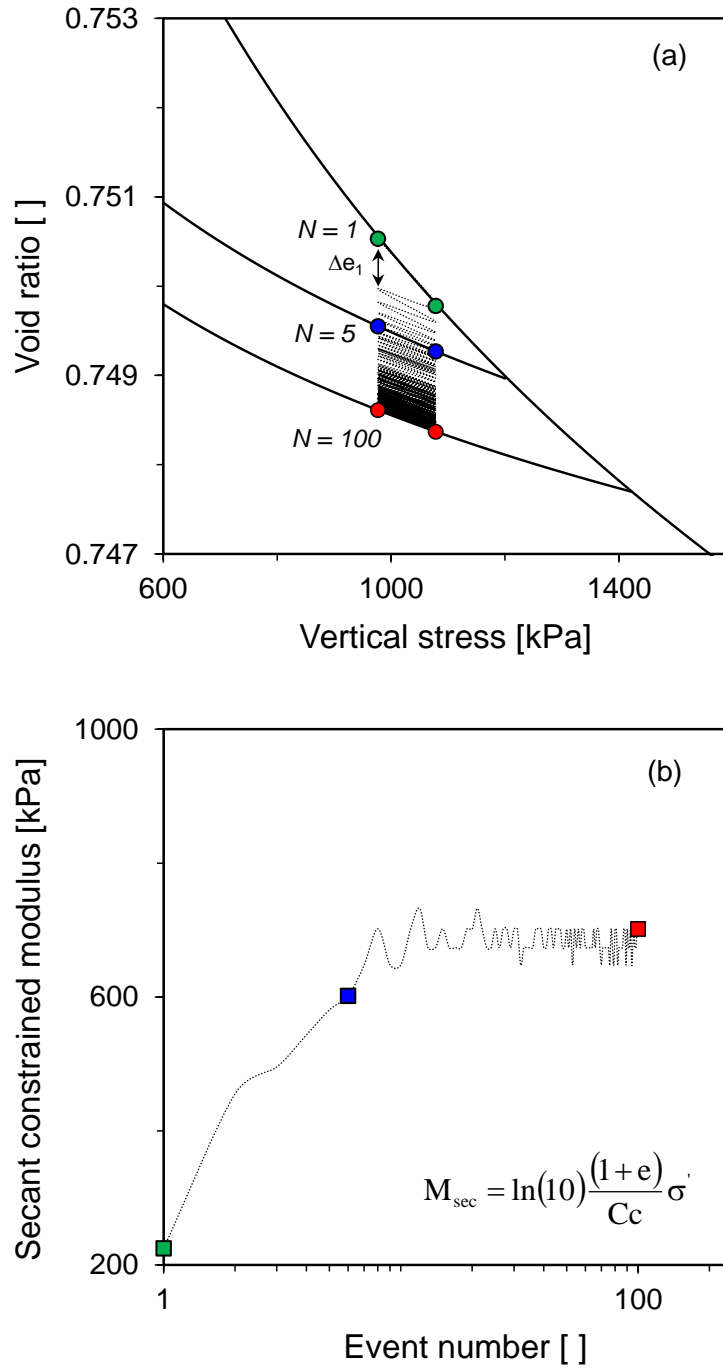 0.753
(a)
0.751
N = 1
Δe₁
N = 5
0.749
N = 100
0.747
600
1000
1400
Void ratio [ ]
Vertical stress [kPa]
1000
(b)
600
M_sec = ln(10) (1 + e)/Cc σ'
200
1
100
Secant constrained modulus [kPa]
Event number [ ]